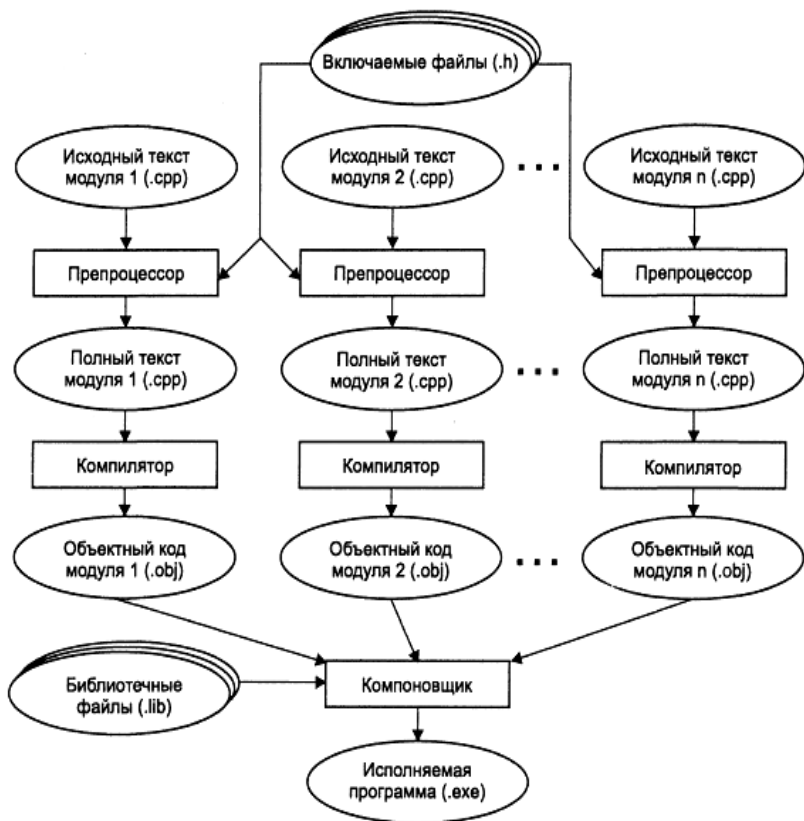 Включаемые файлы (.h)
Исходный текст
модуля 1 (.cpp)
Исходный текст
модуля 2 (.cpp)
. . .
Исходный текст
модуля n (.cpp)
Препроцессор
Препроцессор
Препроцессор
Полный текст
модуля 1 (.cpp)
Полный текст
модуля 2 (.cpp)
. . .
Полный текст
модуля n (.cpp)
Компилятор
Компилятор
Компилятор
Объектный код
модуля 1 (.obj)
Объектный код
модуля 2 (.obj)
. . .
Объектный код
модуля n (.obj)
Библиотечные
файлы (.lib)
Компоновщик
Исполняемая
программа (.exe)